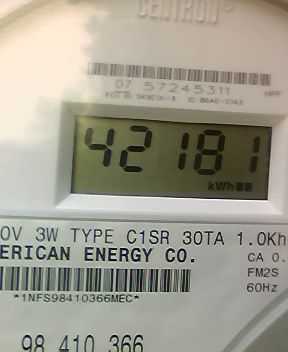 CENTRON
07 57245311
HPP
42181
kWh
0V 3W TYPE C1SR 30TA 1.0Kh
ERICAN ENERGY CO.
CA 0.
FM2S
*1NFS98410366MEC*
60Hz
98 410 366